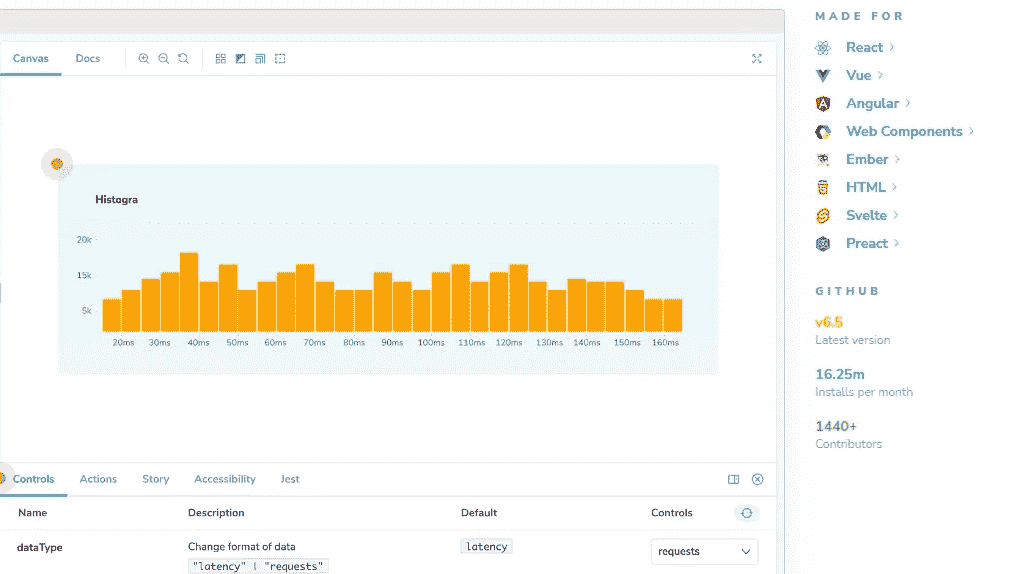 MADE FOR
React
Vue
Angular
Web Components
Ember
HTML
Svelte
Preact
GITHUB
v6.5
Latest version
16.25m
Installs per month
1440+
Contributors
Canvas Docs
Histogra
20k
15k
5k
20ms 30ms 40ms 50ms 60ms 70ms 80ms 90ms 100ms 110ms 120ms 130ms 140ms 150ms 160ms
Controls Actions Story Accessibility Jest
Name Description Default Controls
dataType Change format of data latency requests
"latency" | "requests"